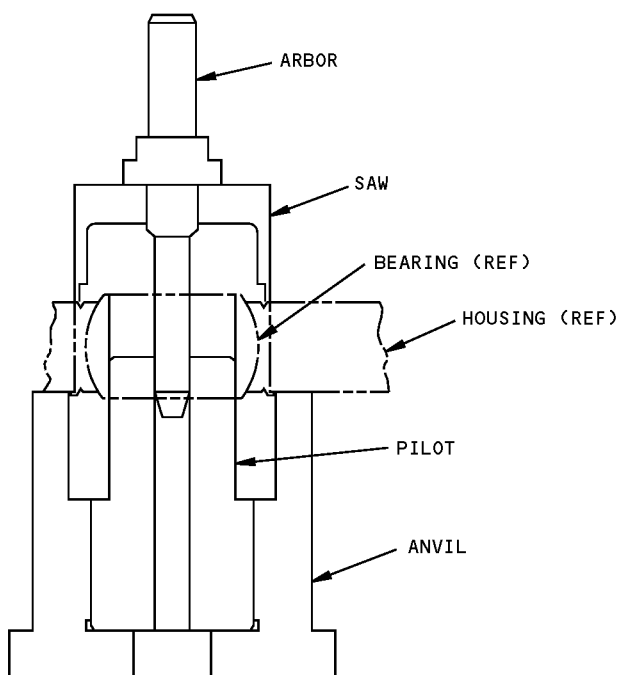 ARBOR
SAW
BEARING (REF)
HOUSING (REF)
PILOT
ANVIL